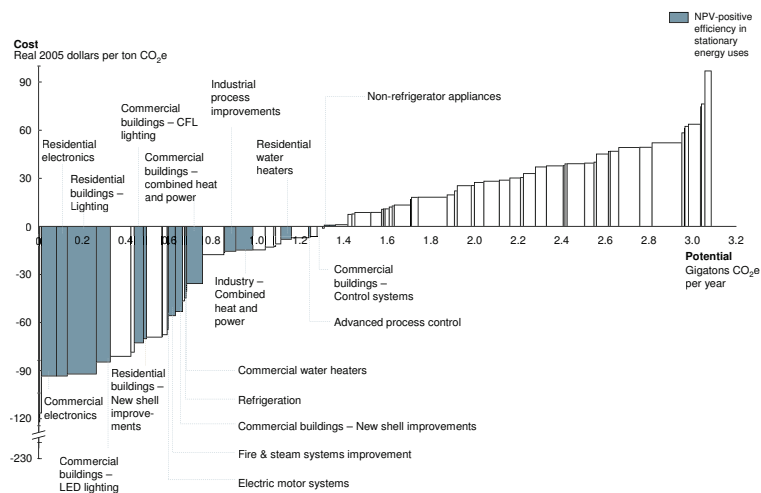 NPV-positive
efficiency in
stationary
energy uses
Cost
Real 2005 dollars per ton CO2e
90
60
30
0
-30
-60
-90
-120
-230
Residential
electronics
Residential
buildings –
Lighting
Commercial
buildings – CFL
lighting
Commercial
buildings –
combined heat
and power
Industrial
process
improvements
Residential
water
heaters
Non-refrigerator appliances
0 0.2 0.4 0.6 0.8 1.0 1.2 1.4 1.6 1.8 2.0 2.2 2.4 2.6 2.8 3.0 3.2
Potential
Gigatons CO2e
per year
Industry –
Combined
heat and
power
Commercial
buildings –
Control systems
Advanced process control
Commercial water heaters
Refrigeration
Commercial buildings – New shell improvements
Fire & steam systems improvement
Electric motor systems
Residential
buildings –
New shell
improve-
ments
Commercial
electronics
Commercial
buildings –
LED lighting